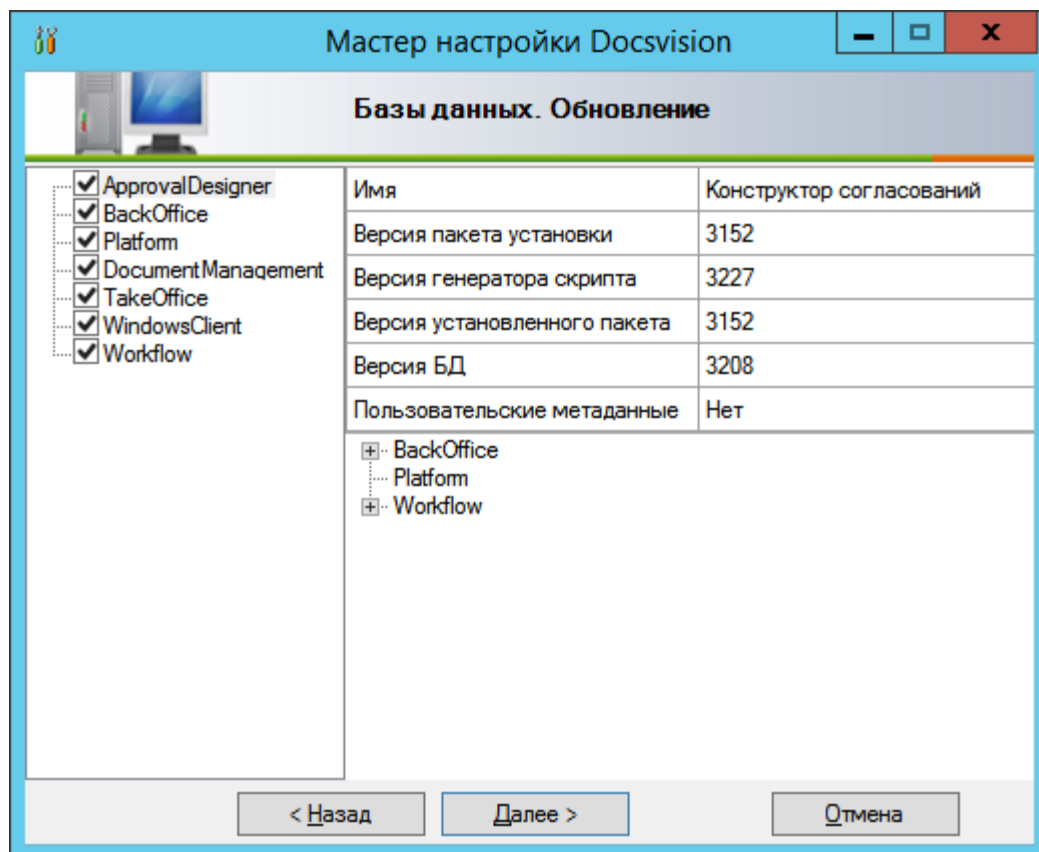 Мастер настройки Docsvision
Базы данных. Обновление
ApprovalDesigner
BackOffice
Platform
DocumentManagement
TakeOffice
WindowsClient
Workflow
Имя Конструктор согласований
Версия пакета установки 3152
Версия генератора скрипта 3227
Версия установленного пакета 3152
Версия БД 3208
Пользовательские метаданные Нет
BackOffice
Platform
Workflow
< Назад Далее > Отмена